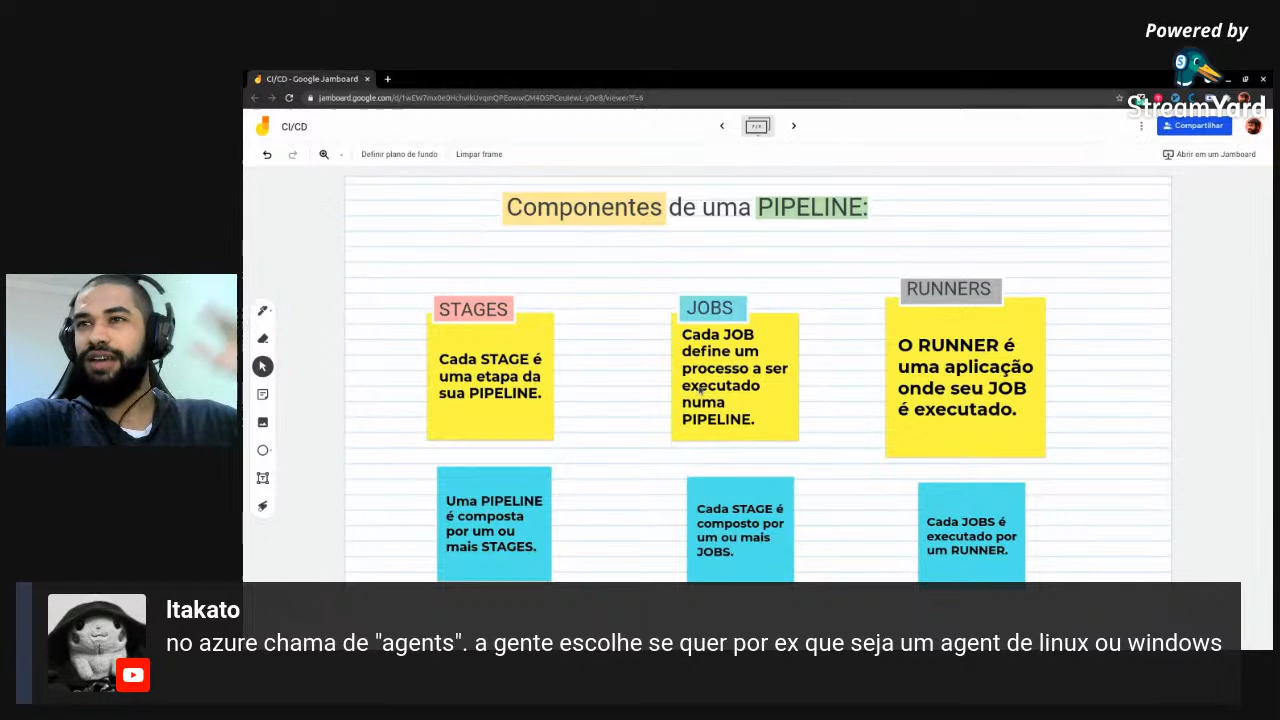 Powered by
StreamYard
CI/CD - Google Jamboard
CI/CD
Compartilhar
Definir plano de fundo
Limpar frame
Abrir em um Jamboard
Componentes de uma PIPELINE:
STAGES
Cada STAGE é
uma etapa da
sua PIPELINE.
JOBS
Cada JOB
define um
processo a ser
executado
numa
PIPELINE.
RUNNERS
O RUNNER é
uma aplicação
onde seu JOB
é executado.
Uma PIPELINE
é composta
por um ou
mais STAGES.
Cada STAGE é
composto por
um ou mais
JOBS.
Cada JOBS é
executado por
um RUNNER.
ltakato
no azure chama de "agents". a gente escolhe se quer por ex que seja um agent de linux ou windows